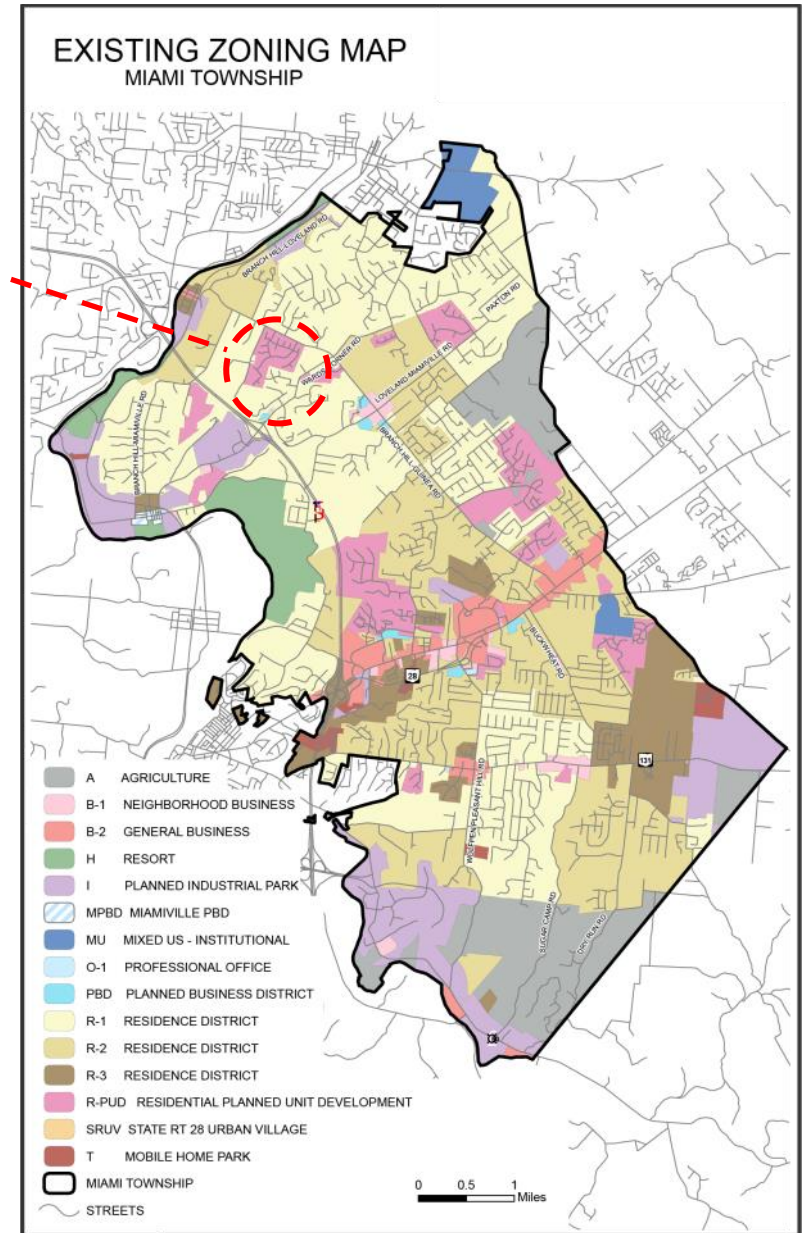 EXISTING ZONING MAP
MIAMI TOWNSHIP
BRANCH HILL-LOVELAND RD
PAXTON RD
WARDS CORNER RD
LOVELAND-MIAMIVILLE RD
BRANCH HILL-MIAMIVILLE RD
BRANCH HILL-GUINEA RD
BUCKWHEAT RD
28
131
WOLFPEN PLEASANT HILL RD
SUGAR CAMP RD
DRY RUN RD
A AGRICULTURE
B-1 NEIGHBORHOOD BUSINESS
B-2 GENERAL BUSINESS
H RESORT
I PLANNED INDUSTRIAL PARK
MPBD MIAMIVILLE PBD
MU MIXED US - INSTITUTIONAL
O-1 PROFESSIONAL OFFICE
PBD PLANNED BUSINESS DISTRICT
R-1 RESIDENCE DISTRICT
R-2 RESIDENCE DISTRICT
R-3 RESIDENCE DISTRICT
R-PUD RESIDENTIAL PLANNED UNIT DEVELOPMENT
SRUV STATE RT 28 URBAN VILLAGE
T MOBILE HOME PARK
MIAMI TOWNSHIP
STREETS
0 0.5 1
Miles